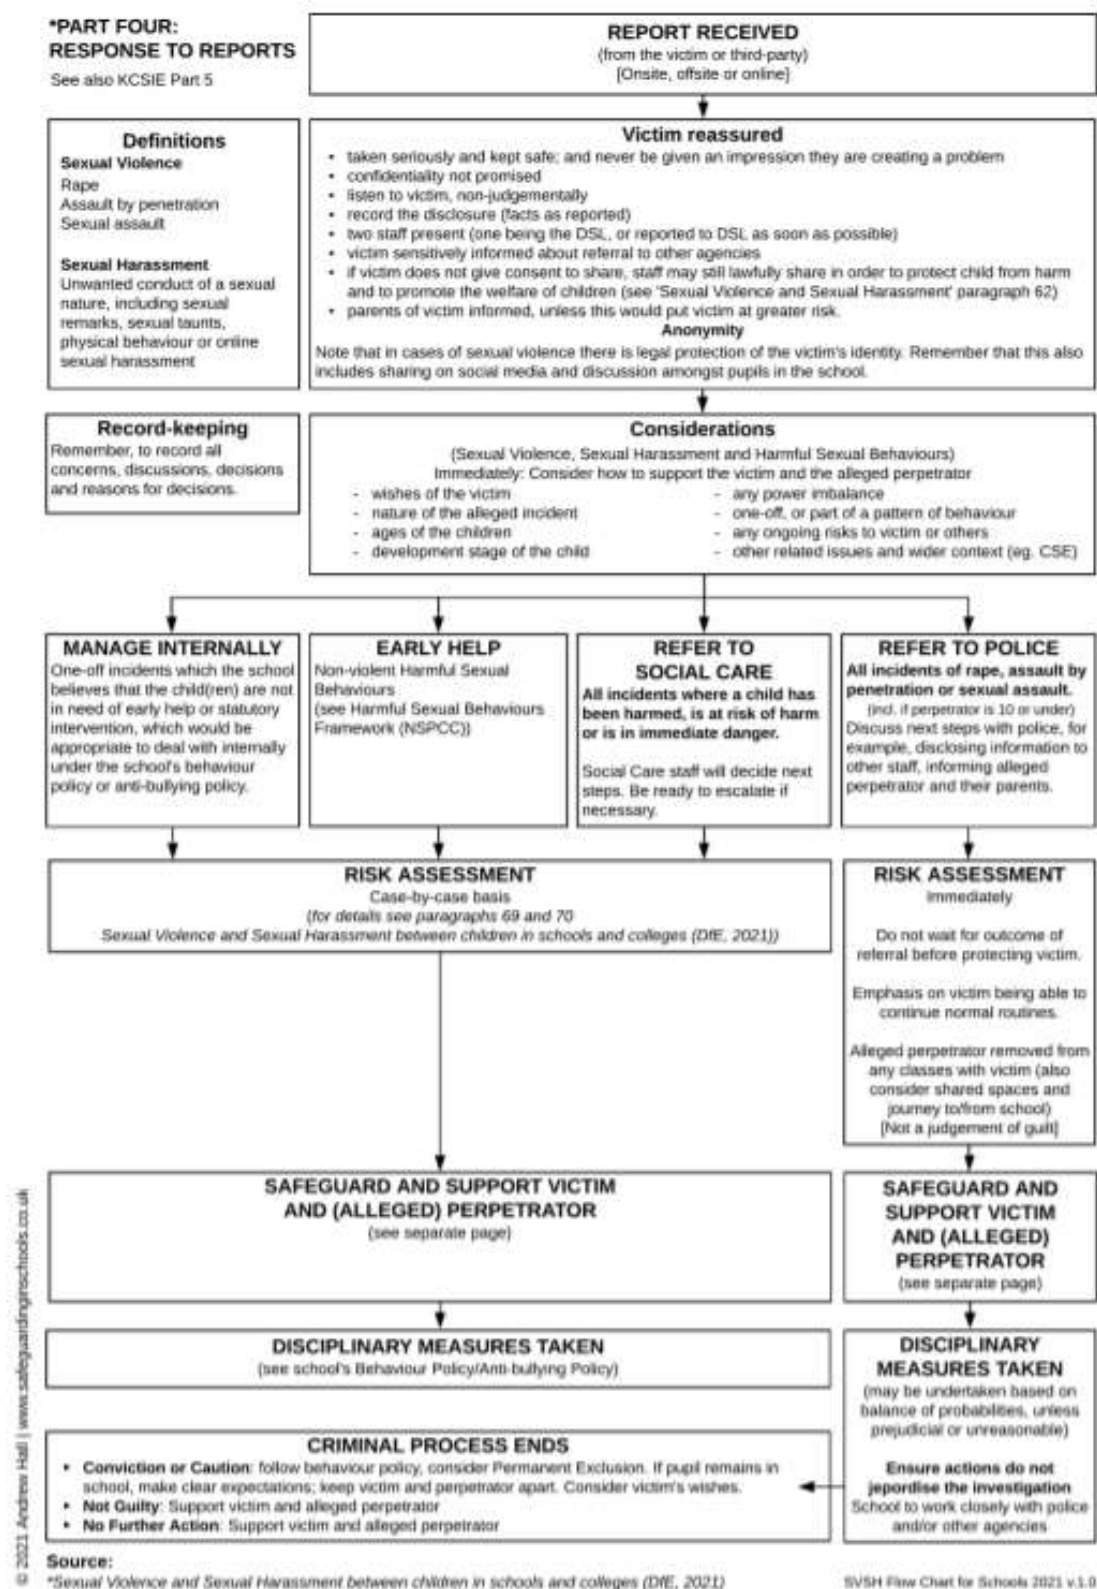 *PART FOUR:
RESPONSE TO REPORTS
See also KCSIE Part 5
REPORT RECEIVED
(from the victim or third-party)
[Onsite, offsite or online]
Definitions
Sexual Violence
Rape
Assault by penetration
Sexual assault
Sexual Harassment
Unwanted conduct of a sexual
nature, including sexual
remarks, sexual taunts,
physical behaviour or online
sexual harassment
Victim reassured
• taken seriously and kept safe; and never be given an impression they are creating a problem
• confidentiality not promised
• listen to victim, non-judgementally
• record the disclosure (facts as reported)
• two staff present (one being the DSL, or reported to DSL as soon as possible)
• victim sensitively informed about referral to other agencies
• if victim does not give consent to share, staff may still lawfully share in order to protect child from harm
and to promote the welfare of children (see 'Sexual Violence and Sexual Harassment' paragraph 62)
• parents of victim informed, unless this would put victim at greater risk.
Anonymity
Note that in cases of sexual violence there is legal protection of the victim's identity. Remember that this also
includes sharing on social media and discussion amongst pupils in the school.
Record-keeping
Remember, to record all
concerns, discussions, decisions
and reasons for decisions.
Considerations
(Sexual Violence, Sexual Harassment and Harmful Sexual Behaviours)
Immediately: Consider how to support the victim and the alleged perpetrator
- wishes of the victim
- nature of the alleged incident
- ages of the children
- development stage of the child
- any power imbalance
- one-off, or part of a pattern of behaviour
- any ongoing risks to victim or others
- other related issues and wider context (eg. CSE)
MANAGE INTERNALLY
One-off incidents which the school
believes that the child(ren) are not
in need of early help or statutory
intervention, which would be
appropriate to deal with internally
under the school's behaviour
policy or anti-bullying policy.
EARLY HELP
Non-violent Harmful Sexual
Behaviours
(see Harmful Sexual Behaviours
Framework (NSPCC))
REFER TO
SOCIAL CARE
All incidents where a child has
been harmed, is at risk of harm
or is in immediate danger.
Social Care staff will decide next
steps. Be ready to escalate if
necessary.
REFER TO POLICE
All incidents of rape, assault by
penetration or sexual assault.
(incl. if perpetrator is 10 or under)
Discuss next steps with police, for
example, disclosing information to
other staff, informing alleged
perpetrator and their parents.
RISK ASSESSMENT
Case-by-case basis
(for details see paragraphs 69 and 70
Sexual Violence and Sexual Harassment between children in schools and colleges (DfE, 2021))
RISK ASSESSMENT
Immediately
Do not wait for outcome of
referral before protecting victim.
Emphasis on victim being able to
continue normal routines.
Alleged perpetrator removed from
any classes with victim (also
consider shared spaces and
journey to/from school)
[Not a judgement of guilt]
SAFEGUARD AND SUPPORT VICTIM
AND (ALLEGED) PERPETRATOR
(see separate page)
SAFEGUARD AND
SUPPORT VICTIM
AND (ALLEGED)
PERPETRATOR
(see separate page)
DISCIPLINARY MEASURES TAKEN
(see school's Behaviour Policy/Anti-bullying Policy)
DISCIPLINARY
MEASURES TAKEN
(may be undertaken based on
balance of probabilities, unless
prejudicial or unreasonable)
Ensure actions do not
jepordise the investigation
School to work closely with police
and/or other agencies
CRIMINAL PROCESS ENDS
• Conviction or Caution: follow behaviour policy, consider Permanent Exclusion. If pupil remains in
school, make clear expectations; keep victim and perpetrator apart. Consider victim's wishes.
• Not Guilty: Support victim and alleged perpetrator
• No Further Action: Support victim and alleged perpetrator
© 2021 Andrew Hall | www.safeguardinginschools.co.uk
Source:
*Sexual Violence and Sexual Harassment between children in schools and colleges (DfE, 2021)
SVSH Flow Chart for Schools 2021 v.1.0